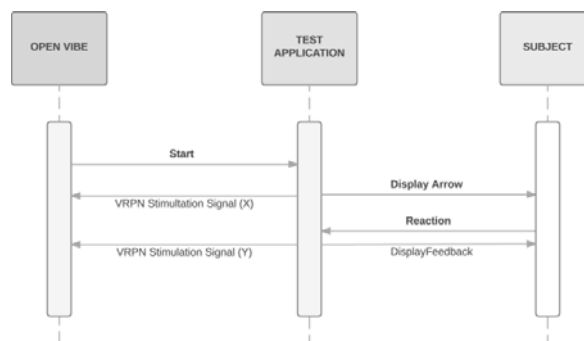 OPEN VIBE
TEST
APPLICATION
SUBJECT
Start
VRPN Stimultation Signal (X)
Display Arrow
Reaction
VRPN Stimulation Signal (Y)
DisplayFeedback